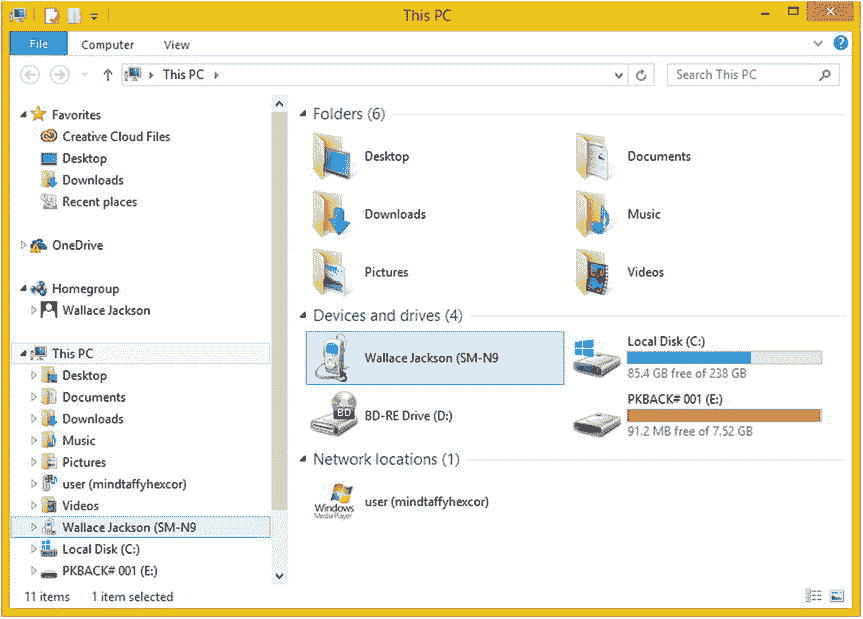 This PC
File
Computer
View
This PC
Search This PC
Favorites
Creative Cloud Files
Desktop
Downloads
Recent places
OneDrive
Homegroup
Wallace Jackson
This PC
Desktop
Documents
Downloads
Music
Pictures
user (mindtaffyhexcor)
Videos
Wallace Jackson (SM-N9
Local Disk (C:)
PKBACK# 001 (E:)
Folders (6)
Desktop
Documents
Downloads
Music
Pictures
Videos
Devices and drives (4)
Wallace Jackson (SM-N9
Local Disk (C:)
85.4 GB free of 238 GB
BD
BD-RE Drive (D:)
PKBACK# 001 (E:)
91.2 MB free of 7.52 GB
Network locations (1)
Windows
MediaPlayer
user (mindtaffyhexcor)
11 items
1 item selected